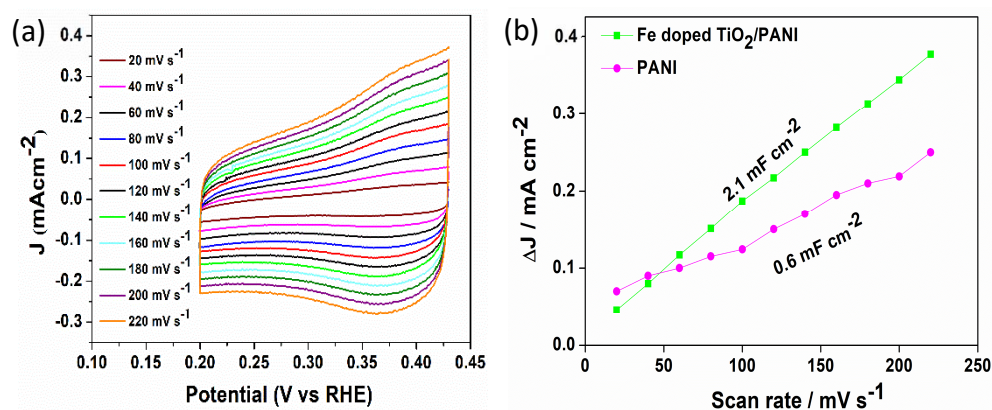 (a)
0.4
0.3
0.2
0.1
0.0
-0.1
-0.2
-0.3
J (mAcm⁻²)
20 mV s⁻¹
40 mV s⁻¹
60 mV s⁻¹
80 mV s⁻¹
100 mV s⁻¹
120 mV s⁻¹
140 mV s⁻¹
160 mV s⁻¹
180 mV s⁻¹
200 mV s⁻¹
220 mV s⁻¹
0.10 0.15 0.20 0.25 0.30 0.35 0.40 0.45
Potential (V vs RHE)
(b)
0.4
0.3
0.2
0.1
0.0
ΔJ / mA cm⁻²
Fe doped TiO₂/PANI
PANI
2.1 mF cm⁻²
0.6 mF cm⁻²
0 50 100 150 200 250
Scan rate / mV s⁻¹